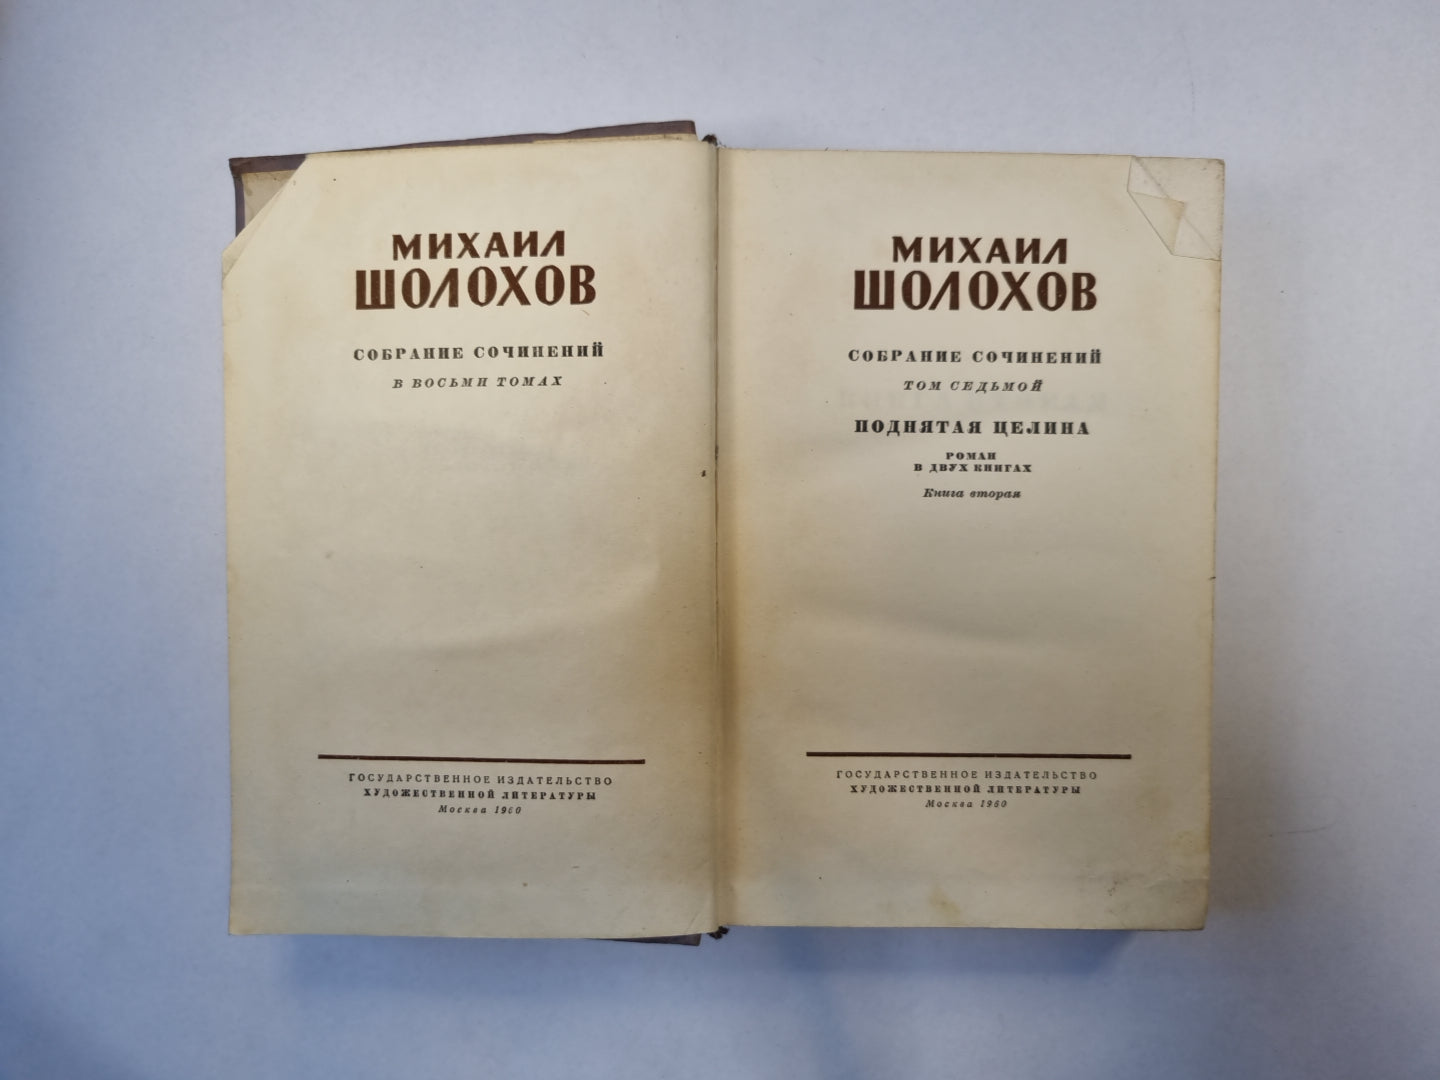 МИХАИЛ
ШОЛОХОВ
СОБРАНИЕ СОЧИНЕНИЙ
В ВОСЬМИ ТОМАХ
ГОСУДАРСТВЕННОЕ ИЗДАТЕЛЬСТВО
ХУДОЖЕСТВЕННОЙ ЛИТЕРАТУРЫ
Москва 1960
МИХАИЛ
ШОЛОХОВ
СОБРАНИЕ СОЧИНЕНИЙ
ТОМ СЕДЬМОЙ
ПОДНЯТАЯ ЦЕЛИНА
РОМАН
В ДВУХ КНИГАХ
Книга вторая
ГОСУДАРСТВЕННОЕ ИЗДАТЕЛЬСТВО
ХУДОЖЕСТВЕННОЙ ЛИТЕРАТУРЫ
Москва 1960